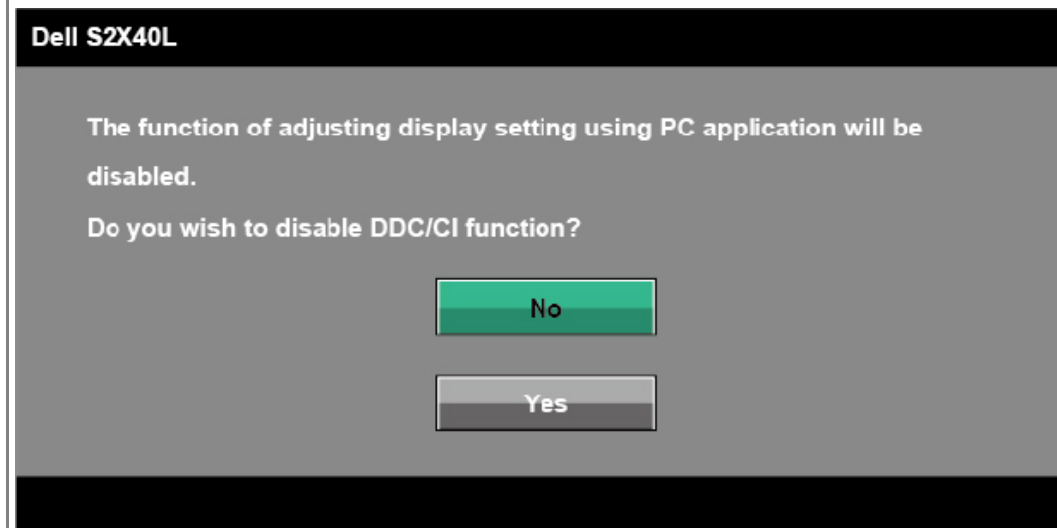 Dell S2X40L
The function of adjusting display setting using PC application will be
disabled.
Do you wish to disable DDC/CI function?
No
Yes